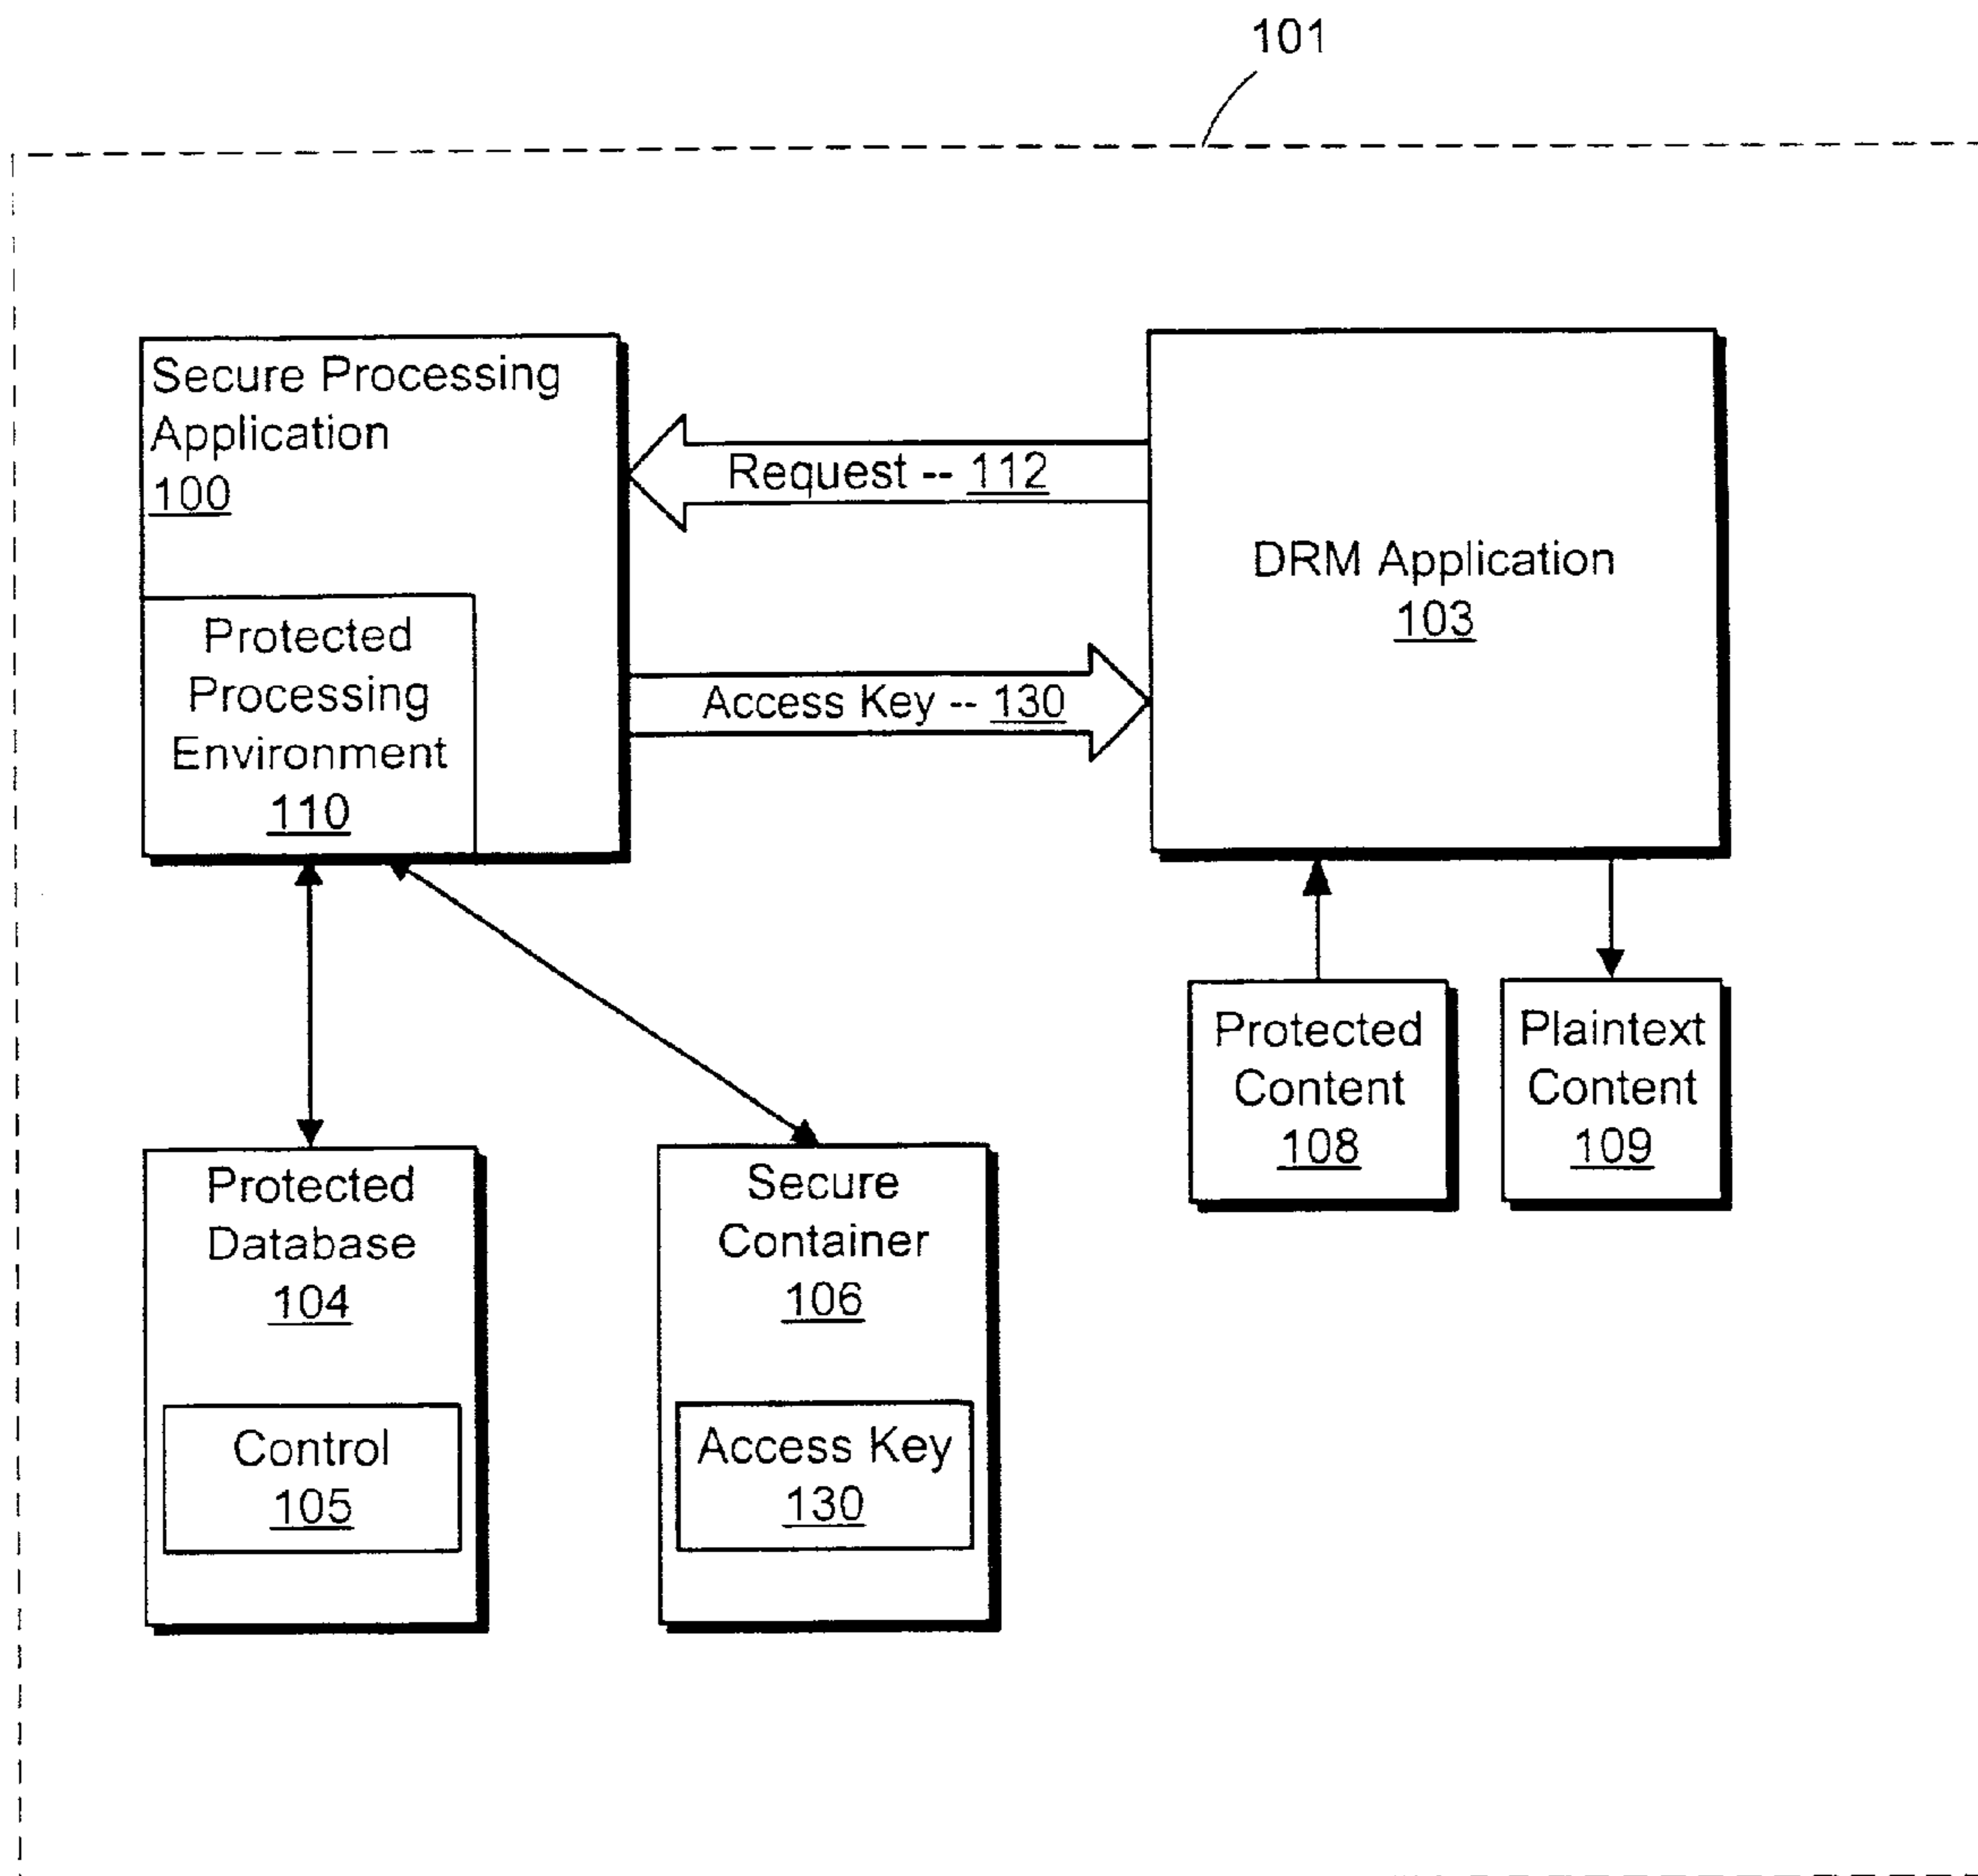 101
Secure Processing
Application
100
Request -- 112
DRM Application
103
Protected
Processing
Environment
110
Access Key -- 130
Protected
Content
108
Plaintext
Content
109
Protected
Database
104
Secure
Container
106
Control
105
Access Key
130